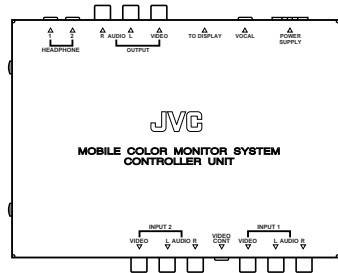 1 2 R AUDIO L VIDEO TO DISPLAY VOCAL POWER
HEADPHONE OUTPUT SUPPLY
JVC
MOBILE COLOR MONITOR SYSTEM
CONTROLLER UNIT
INPUT 2 VIDEO INPUT 1
VIDEO L AUDIO R CONT VIDEO L AUDIO R